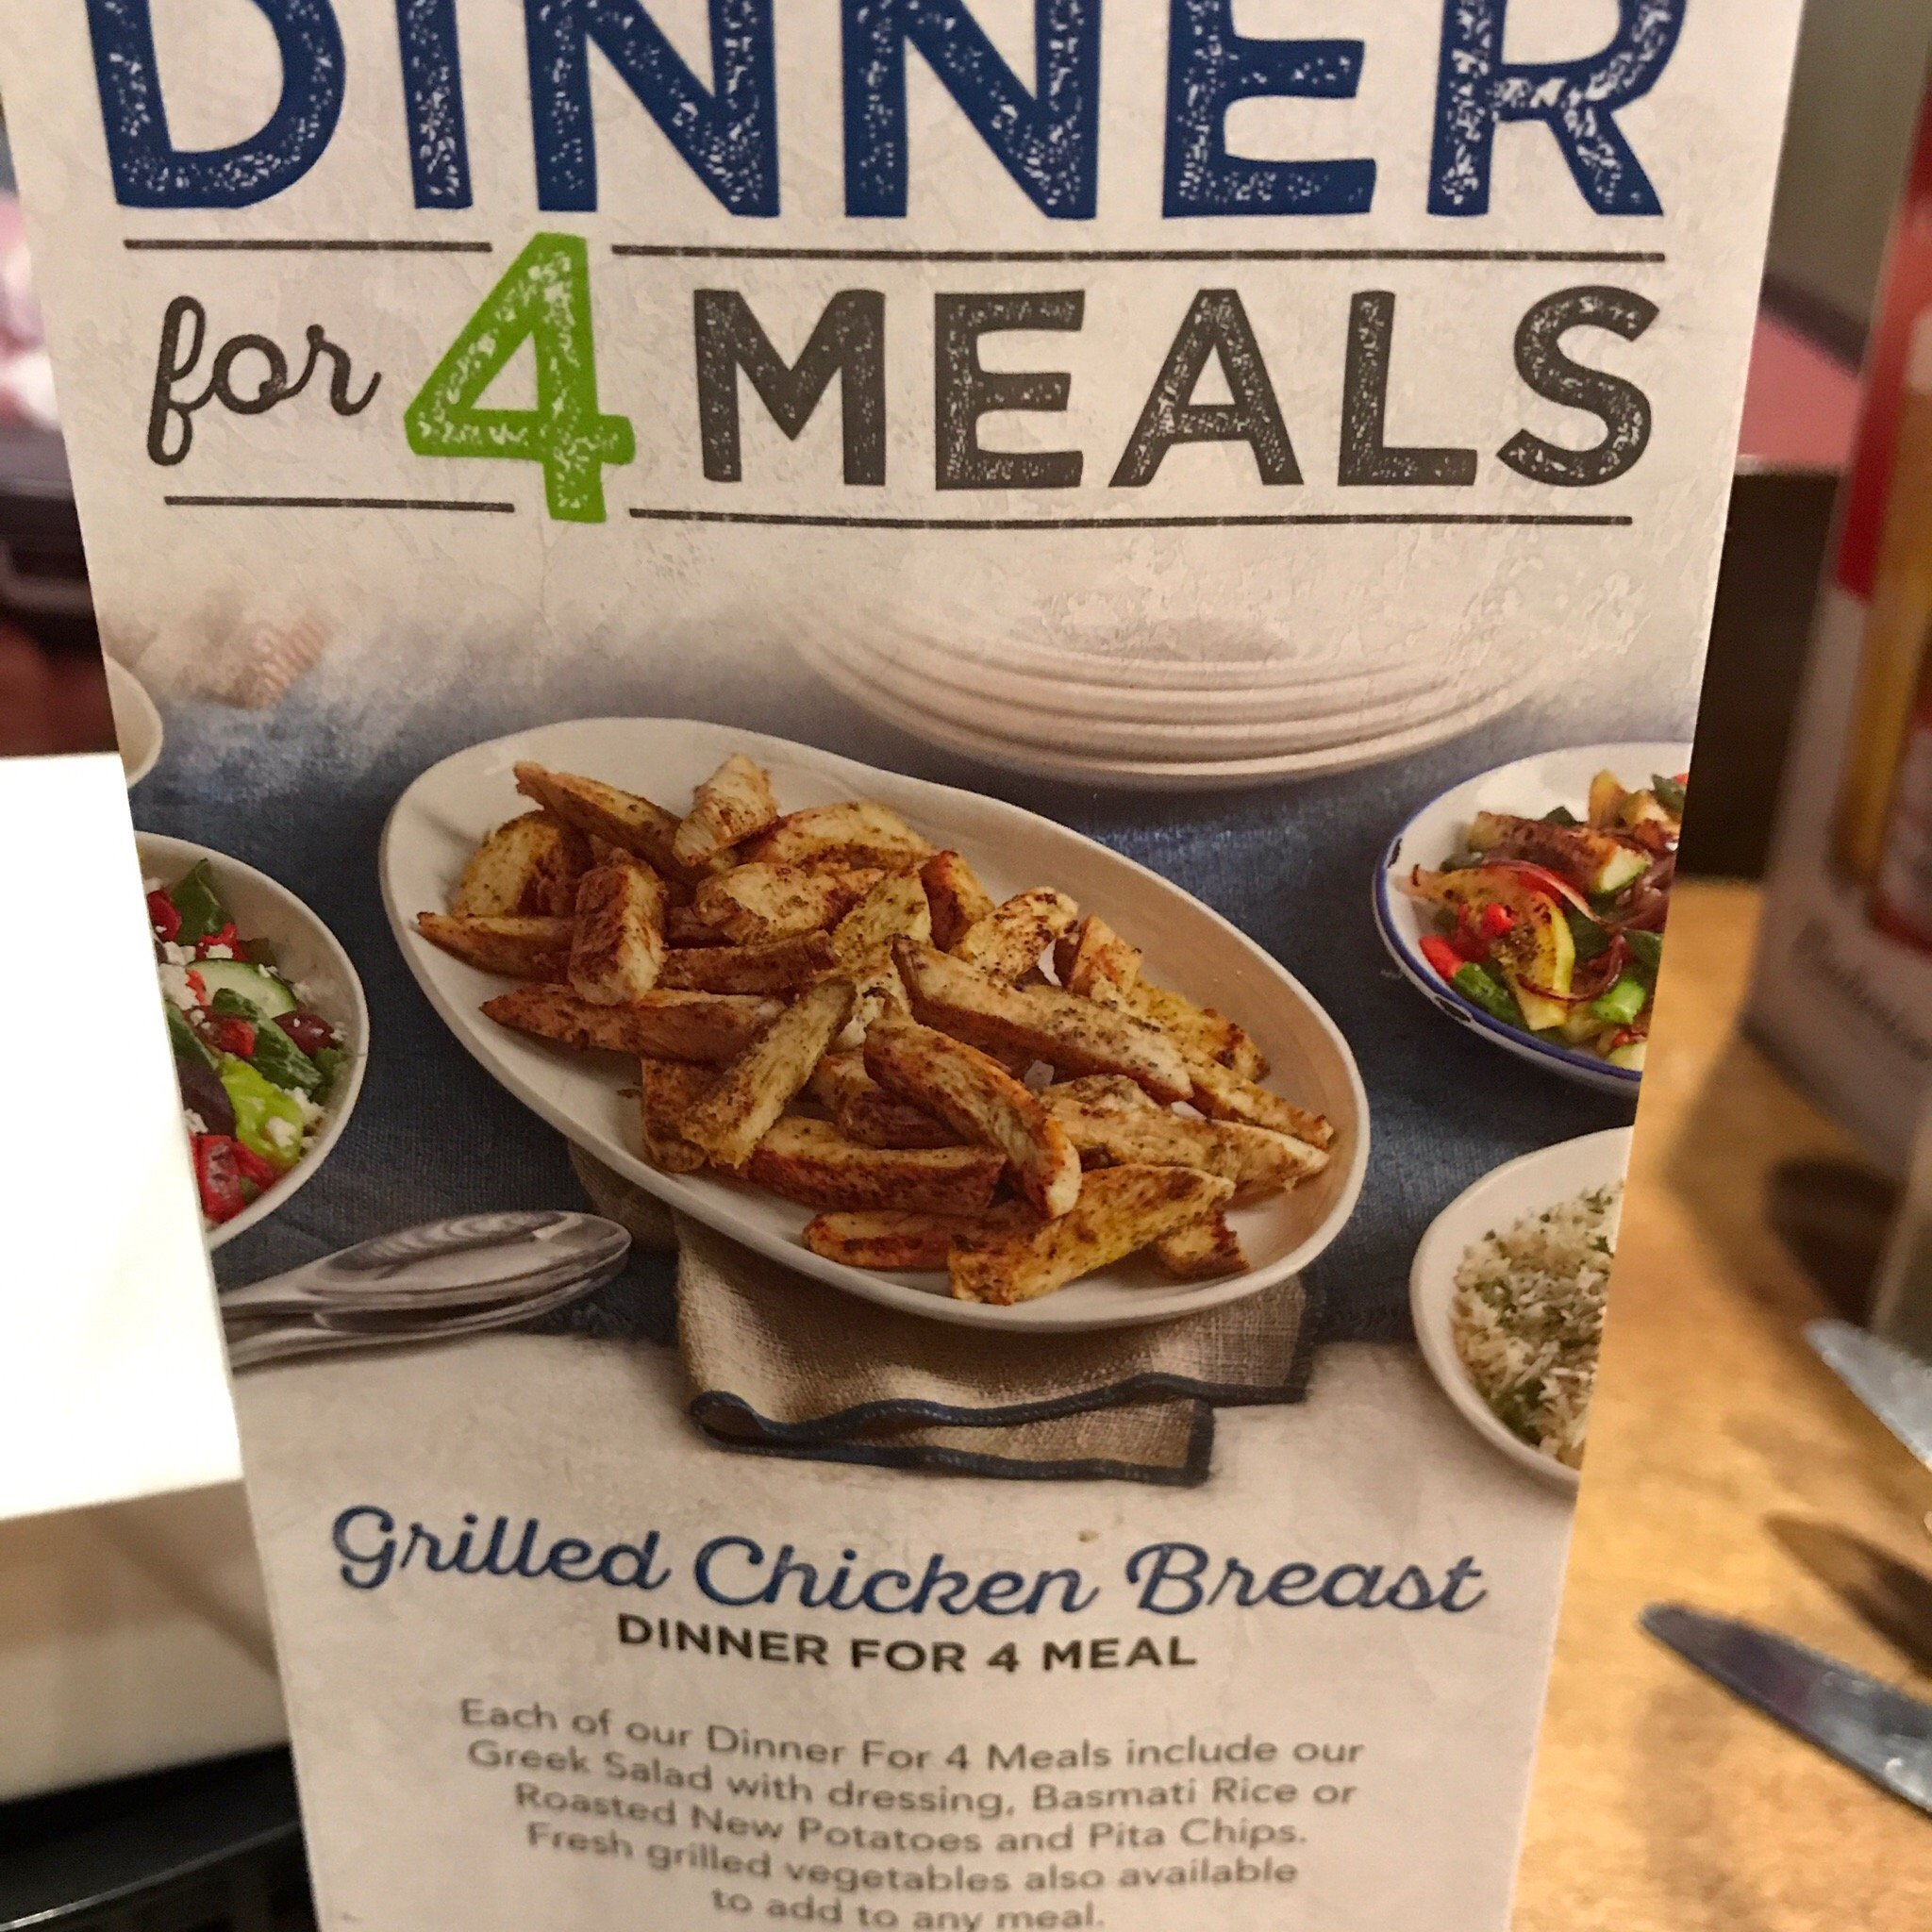 DINNER
for 4 MEALS
Grilled Chicken Breast
DINNER FOR 4 MEAL
Each of our Dinner For 4 Meals include our
Greek Salad with dressing, Basmati Rice or
Roasted New Potatoes and Pita Chips.
Fresh grilled vegetables also available
to add to any meal.